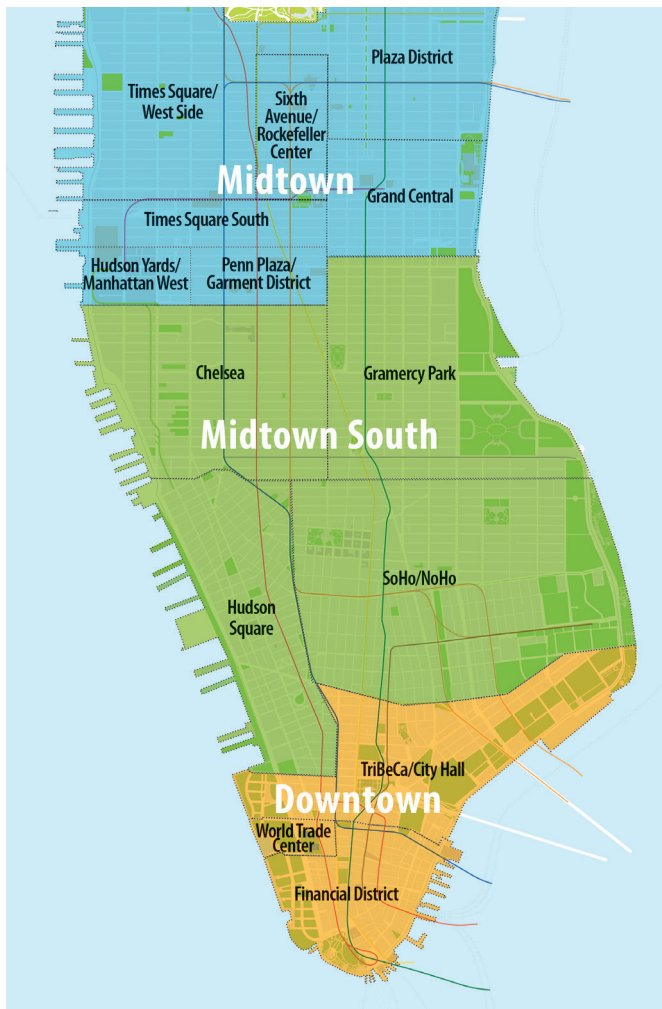 Plaza District
Times Square/
West Side
Sixth
Avenue/
Rockefeller
Center
Midtown
Grand Central
Times Square South
Hudson Yards/
Manhattan West
Penn Plaza/
Garment District
Chelsea
Gramercy Park
Midtown South
SoHo/NoHo
Hudson
Square
TriBeCa/City Hall
Downtown
World Trade
Center
Financial District